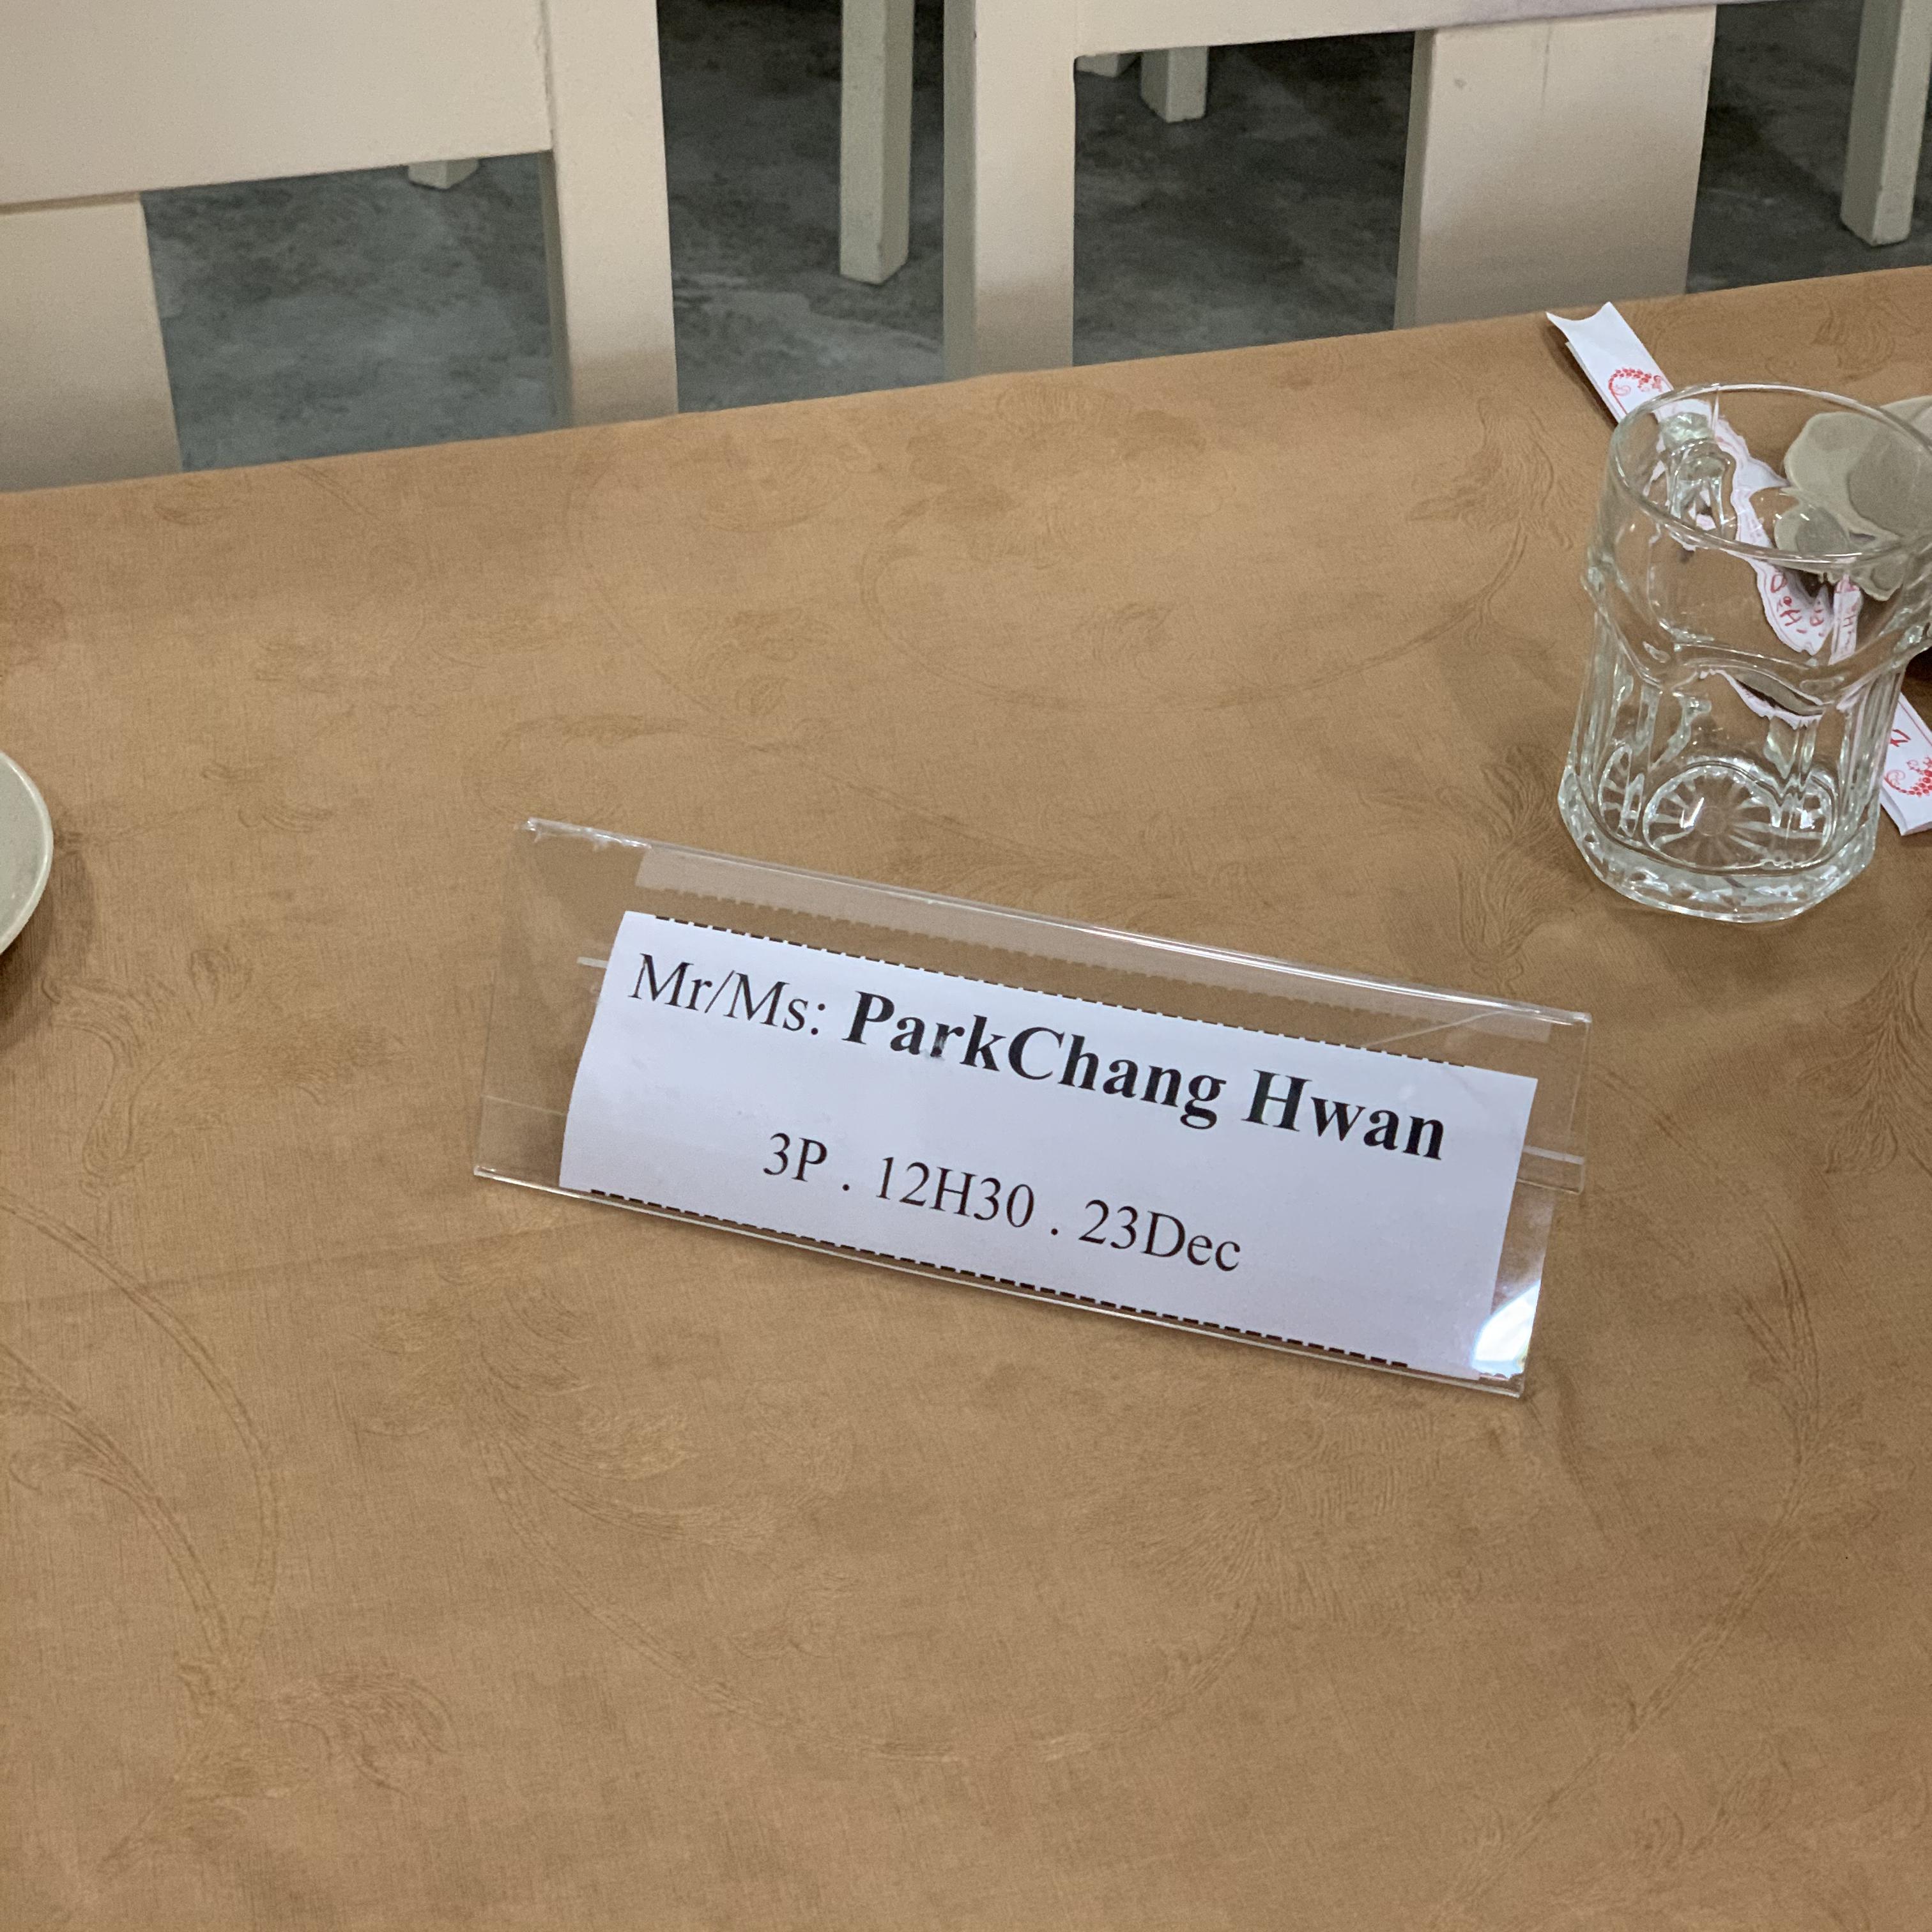 Mr/Ms: ParkChang Hwan
3P . 12H30 . 23Dec